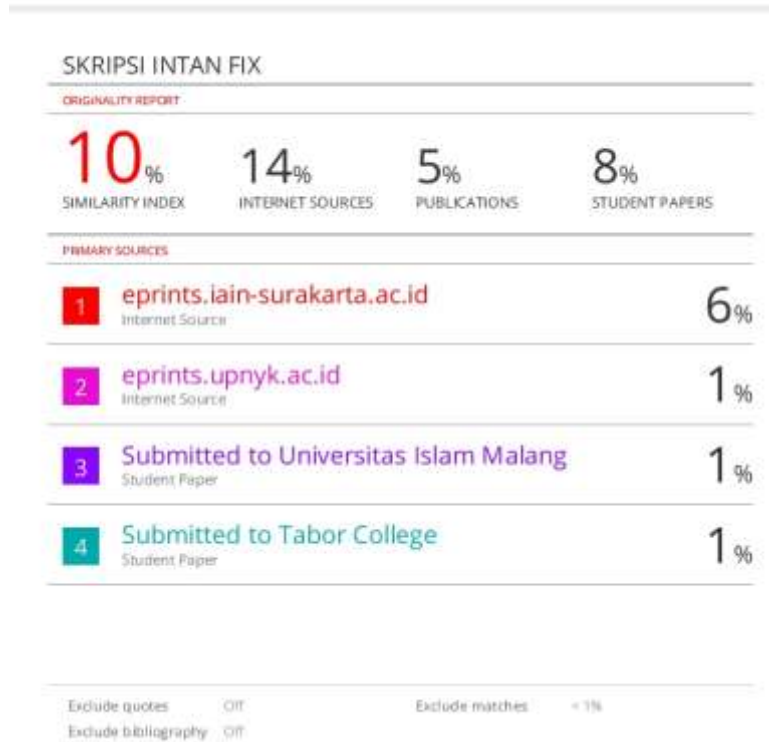 SKRIPSI INTAN FIX
ORIGINALITY REPORT
10% 14% 5% 8%
SIMILARITY INDEX INTERNET SOURCES PUBLICATIONS STUDENT PAPERS
PRIMARY SOURCES
1 eprints.iain-surakarta.ac.id 6%
Internet Source
2 eprints.upnyk.ac.id 1%
Internet Source
3 Submitted to Universitas Islam Malang 1%
Student Paper
4 Submitted to Tabor College 1%
Student Paper
Exclude quotes Off Exclude matches < 1%
Exclude bibliography Off